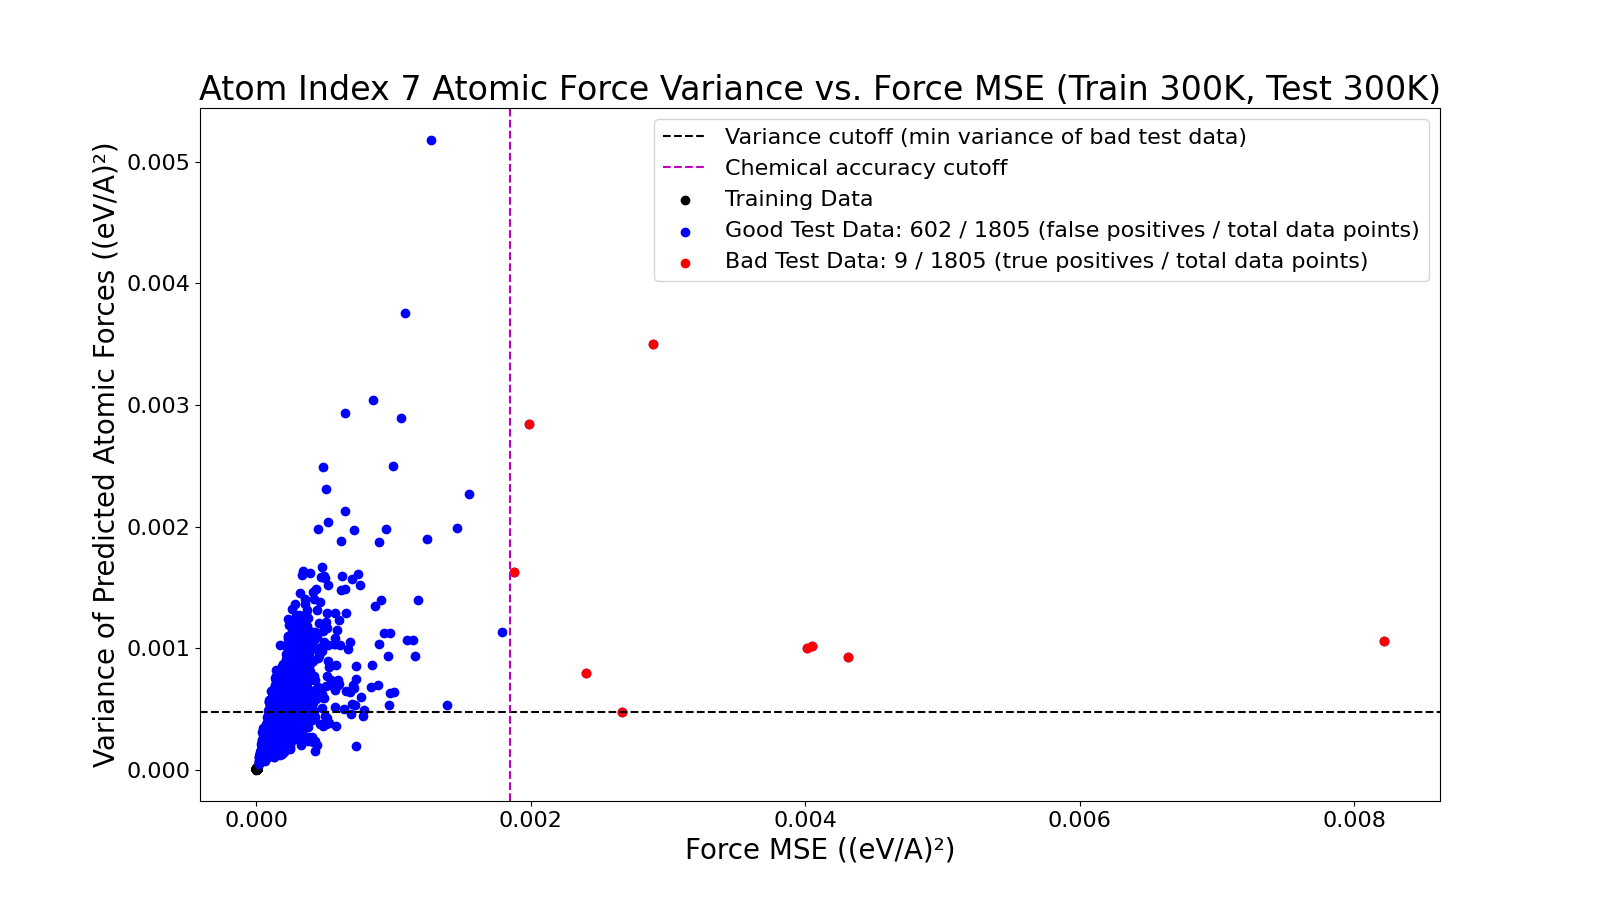 Atom Index 7 Atomic Force Variance vs. Force MSE (Train 300K, Test 300K)
Variance cutoff (min variance of bad test data)
Chemical accuracy cutoff
Training Data
Good Test Data: 602 / 1805 (false positives / total data points)
Bad Test Data: 9 / 1805 (true positives / total data points)
Variance of Predicted Atomic Forces ((eV/A)²)
0.005
0.004
0.003
0.002
0.001
0.000
0.000 0.002 0.004 0.006 0.008
Force MSE ((eV/A)²)